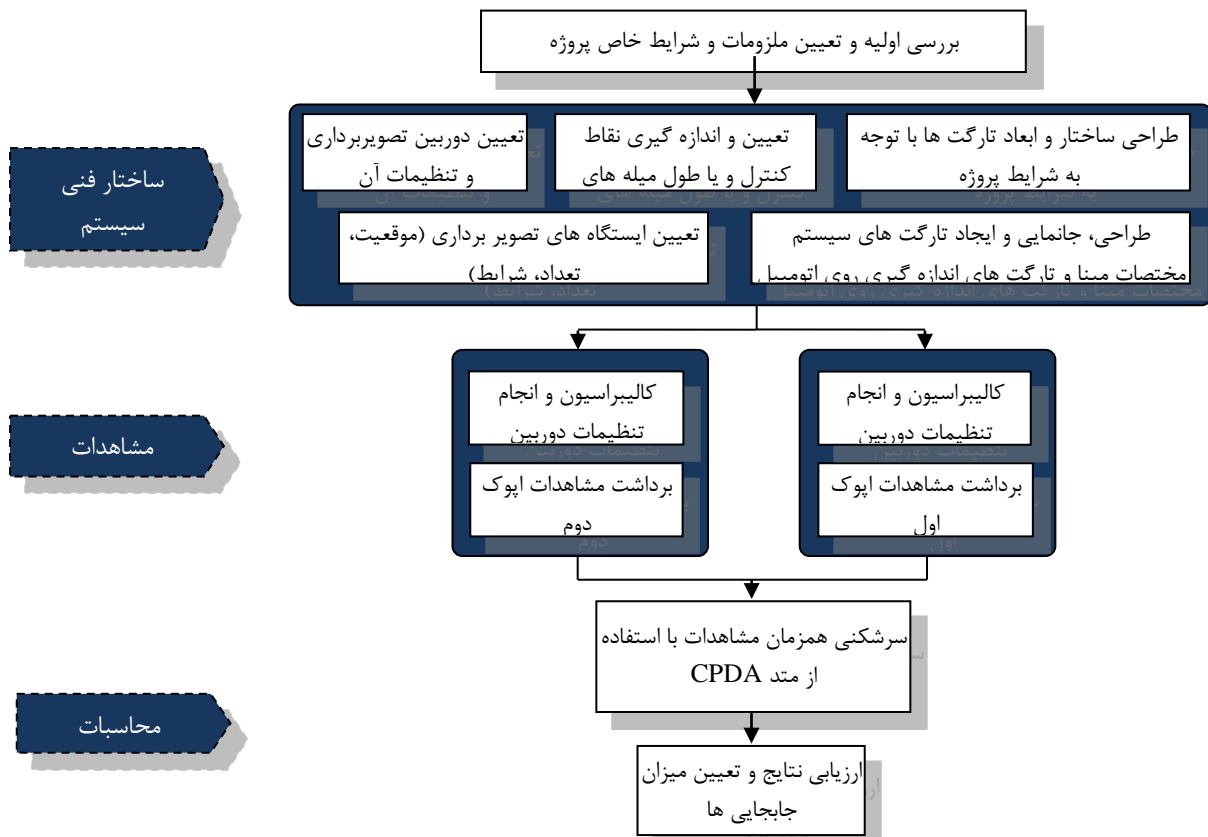 بررسی اولیه و تعیین ملزومات و شرایط خاص پروژه
ساختار فنی
سیستم
طراحی ساختار و ابعاد تارگت ها با توجه
به شرایط پروژه
تعیین و اندازه گیری نقاط
کنترل و یا طول میله های
تعیین دوربین تصویربرداری
و تنظیمات آن
طراحی، جانمایی و ایجاد تارگت های سیستم
مختصات مبنا و تارگت های اندازه گیری روی اتومبیل
تعیین ایستگاه های تصویر برداری (موقعیت،
تعداد، شرایط)
مشاهدات
کالیبراسیون و انجام
تنظیمات دوربین
برداشت مشاهدات اپوک
اول
کالیبراسیون و انجام
تنظیمات دوربین
برداشت مشاهدات اپوک
دوم
محاسبات
سرشکنی همزمان مشاهدات با استفاده
از متد CPDA
ارزیابی نتایج و تعیین میزان
جابجایی ها